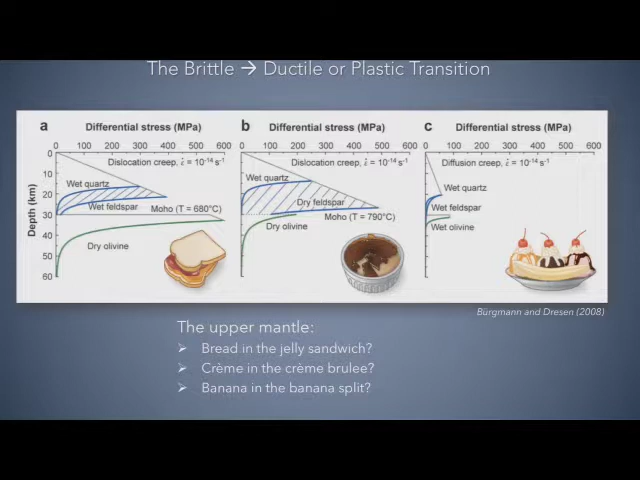 The Brittle → Ductile or Plastic Transition
a Differential stress (MPa)
0 100 200 300 400 500 600
Dislocation creep, ε̇ = 10⁻¹⁴ s⁻¹
Wet quartz
Wet feldspar
Moho (T = 680°C)
Dry olivine
Depth (km)
0
10
20
30
40
50
60
b Differential stress (MPa)
0 100 200 300 400 500 600
Dislocation creep, ε̇ = 10⁻¹⁴ s⁻¹
Wet quartz
Dry feldspar
Moho (T = 790°C)
Dry olivine
c Differential stress (MPa)
0 100 200 300 400 500 600
Diffusion creep, ε̇ = 10⁻¹⁴ s⁻¹
Wet quartz
Wet feldspar
Wet olivine
Bürgmann and Dresen (2008)
The upper mantle:
➢ Bread in the jelly sandwich?
➢ Crème in the crème brulee?
➢ Banana in the banana split?